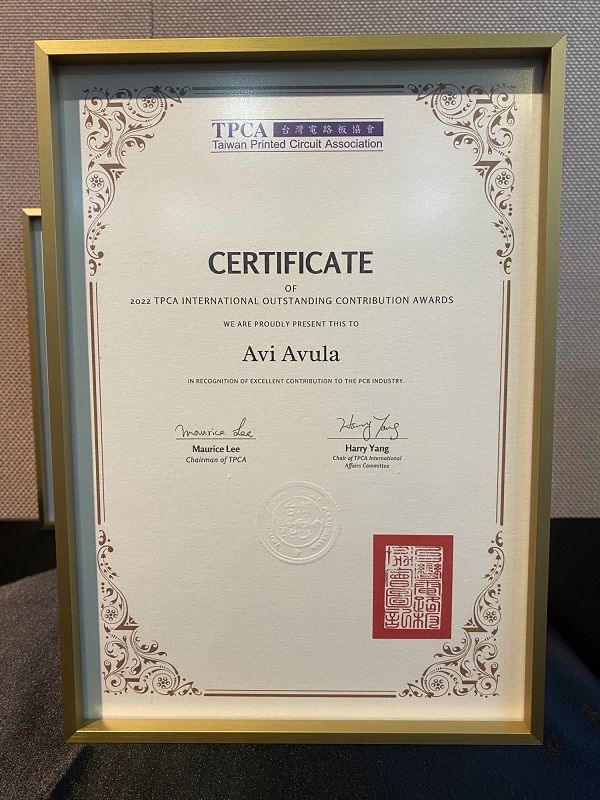 TPCA 台灣電路板協會
Taiwan Printed Circuit Association
CERTIFICATE
OF
2022 TPCA INTERNATIONAL OUTSTANDING CONTRIBUTION AWARDS
WE ARE PROUDLY PRESENT THIS TO
Avi Avula
IN RECOGNITION OF EXCELLENT CONTRIBUTION TO THE PCB INDUSTRY.
Maurice Lee Harry Yang
Maurice Lee Harry Yang
Chairman of TPCA Chair of TPCA International
Affairs Committee